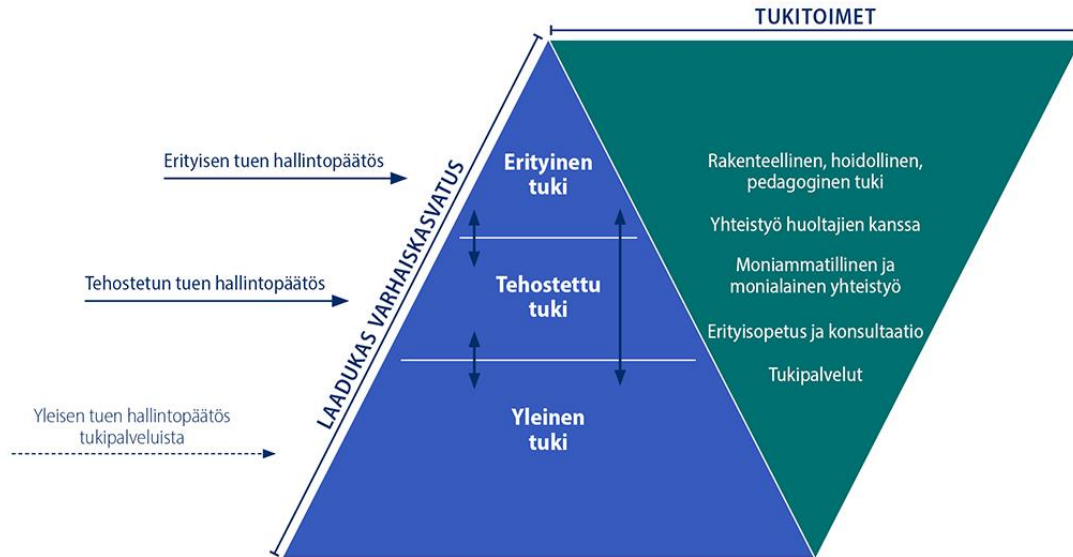 TUKITOIMET
LAADUKAS VARHAISKASVATUS
Erityisen tuen hallintopäätös
Tehostetun tuen hallintopäätös
Yleisen tuen hallintopäätös
tukipalveluista
Erityinen
tuki
Tehostettu
tuki
Yleinen
tuki
Rakenteellinen, hoidollinen,
pedagoginen tuki
Yhteistyö huoltajien kanssa
Moniammatillinen ja
monialainen yhteistyö
Erityisopetus ja konsultaatio
Tukipalvelut